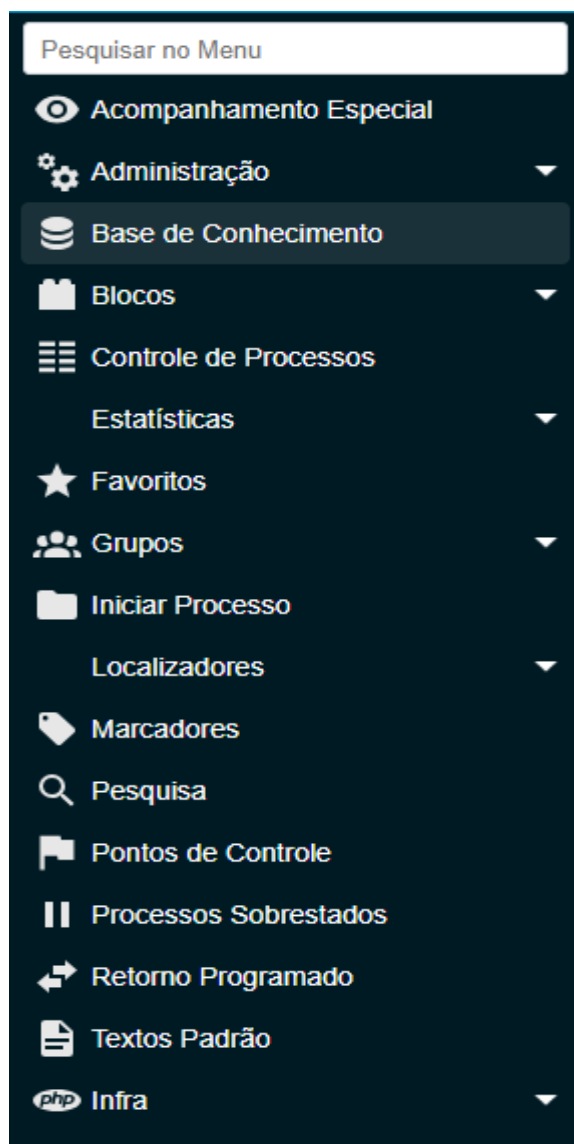 Pesquisar no Menu
Acompanhamento Especial
Administração
Base de Conhecimento
Blocos
Controle de Processos
Estatísticas
Favoritos
Grupos
Iniciar Processo
Localizadores
Marcadores
Pesquisa
Pontos de Controle
Processos Sobrestados
Retorno Programado
Textos Padrão
php Infra